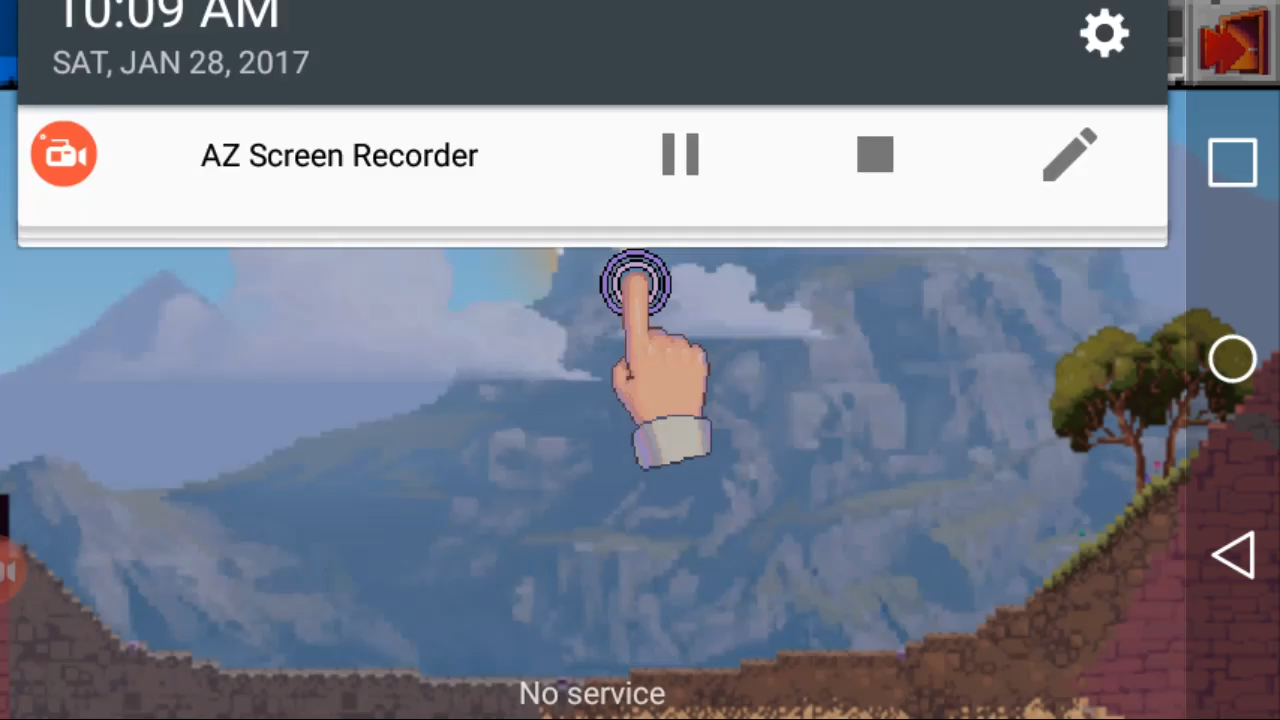 10:09 AM
SAT, JAN 28, 2017
AZ Screen Recorder
No service